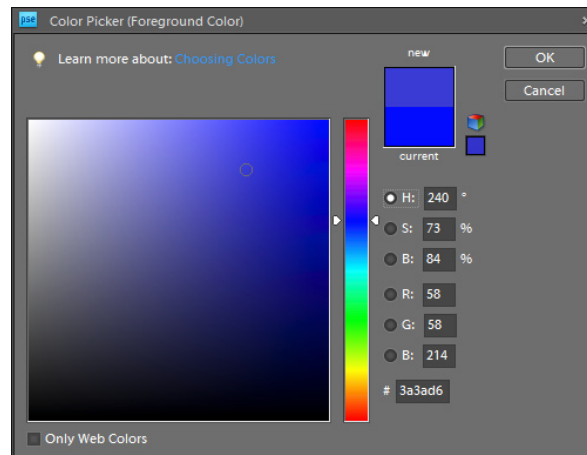 pse Color Picker (Foreground Color)
Learn more about: Choosing Colors
new
OK
Cancel
current
H: 240 °
S: 73 %
B: 84 %
R: 58
G: 58
B: 214
# 3a3ad6
Only Web Colors